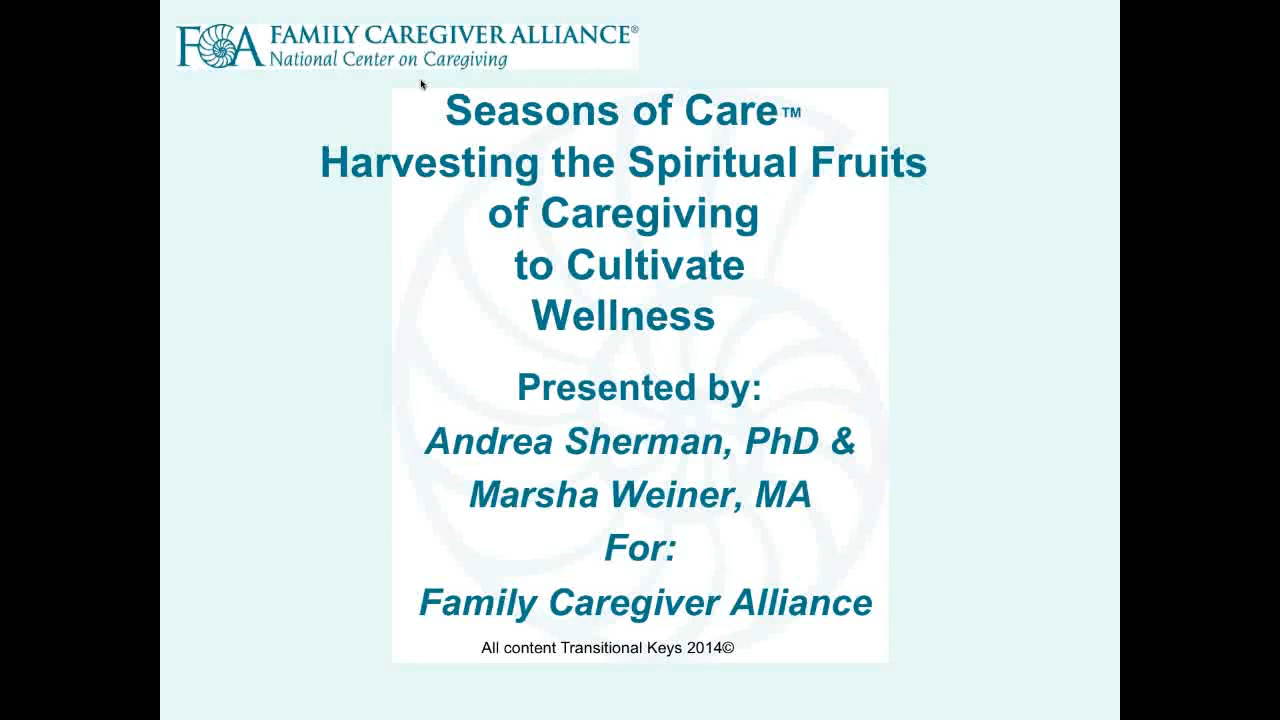 FCA FAMILY CAREGIVER ALLIANCE®
National Center on Caregiving
Seasons of Care™
Harvesting the Spiritual Fruits
of Caregiving
to Cultivate
Wellness
Presented by:
Andrea Sherman, PhD &
Marsha Weiner, MA
For:
Family Caregiver Alliance
All content Transitional Keys 2014©